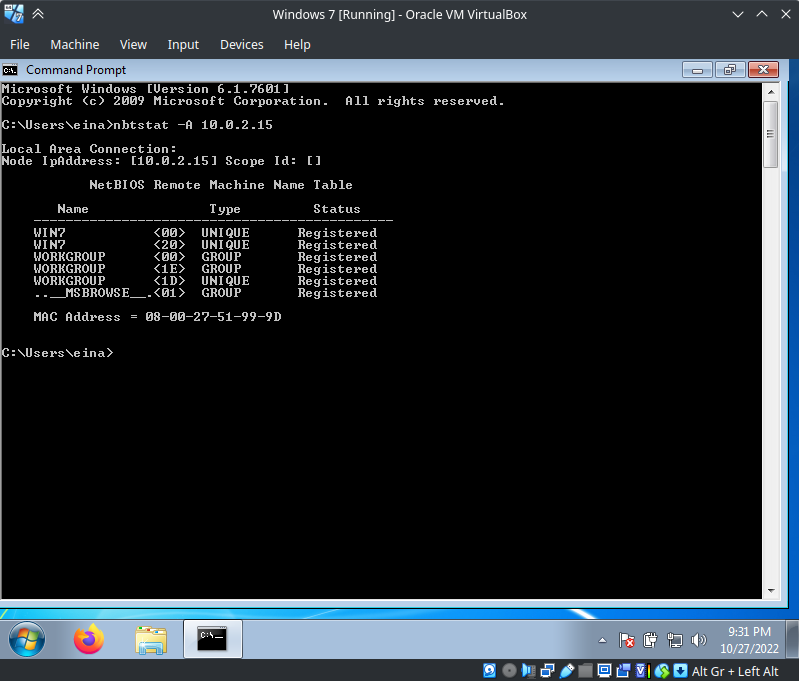 Windows 7 [Running] - Oracle VM VirtualBox
File Machine View Input Devices Help
Command Prompt
Microsoft Windows [Version 6.1.7601]
Copyright (c) 2009 Microsoft Corporation. All rights reserved.
C:\Users\eina>nbtstat -A 10.0.2.15
Local Area Connection:
Node IpAddress: [10.0.2.15] Scope Id: []
NetBIOS Remote Machine Name Table
Name Type Status
---------------------------------------------
WIN7 <00> UNIQUE Registered
WIN7 <20> UNIQUE Registered
WORKGROUP <00> GROUP Registered
WORKGROUP <1E> GROUP Registered
WORKGROUP <1D> UNIQUE Registered
..__MSBROWSE__.<01> GROUP Registered
MAC Address = 08-00-27-51-99-9D
C:\Users\eina>
9:31 PM
10/27/2022
Alt Gr + Left Alt